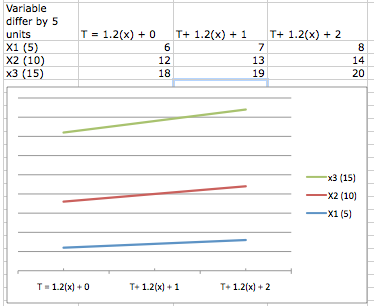 Variable
differ by 5
units T = 1.2(x) + 0 T+ 1.2(x) + 1 T+ 1.2(x) + 2
X1 (5) 6 7 8
X2 (10) 12 13 14
x3 (15) 18 19 20
x3 (15)
X2 (10)
X1 (5)
T = 1.2(x) + 0 T+ 1.2(x) + 1 T+ 1.2(x) + 2